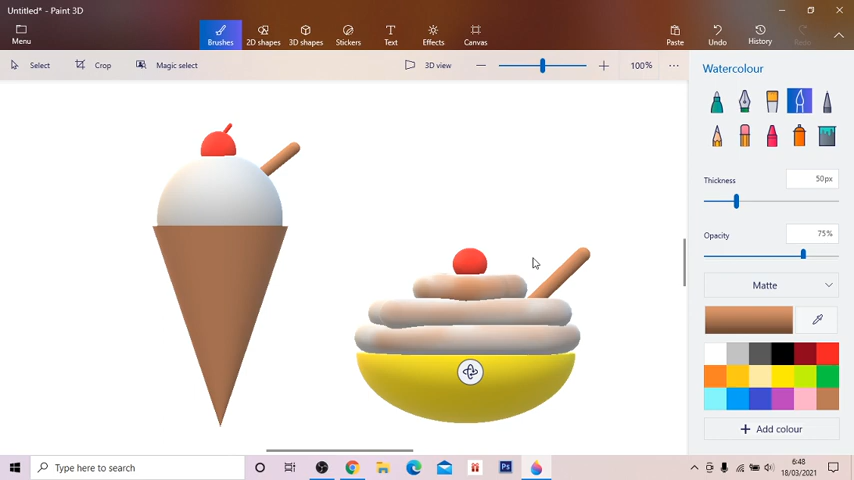 Untitled* - Paint 3D
Menu
Brushes
2D shapes
3D shapes
Stickers
Text
Effects
Canvas
Paste
Undo
History
Redo
Select
Crop
Magic select
3D view
100%
Watercolour
Thickness
50px
Opacity
75%
Matte
Add colour
Type here to search
Ps
6:48
18/03/2021